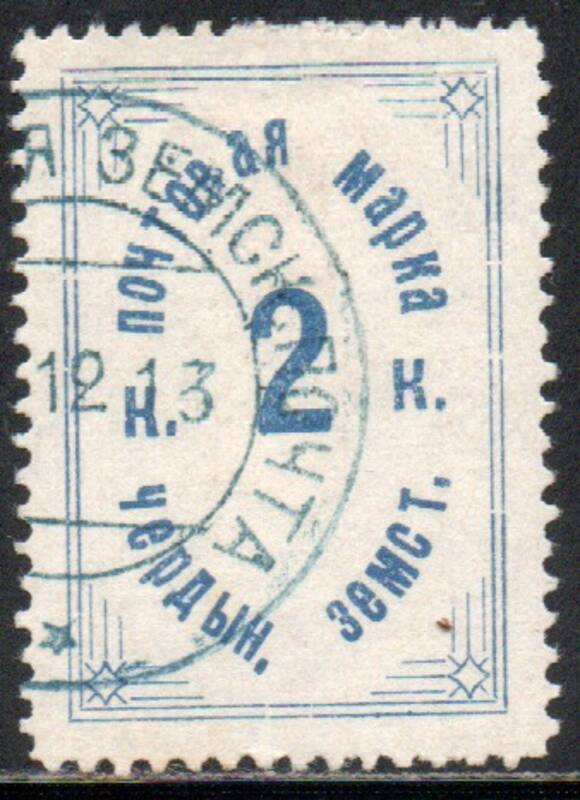 почтовая марка
К. 2 К.
чердын. земст.
Я ЗЕМСКАЯ ПОЧТА
12 13